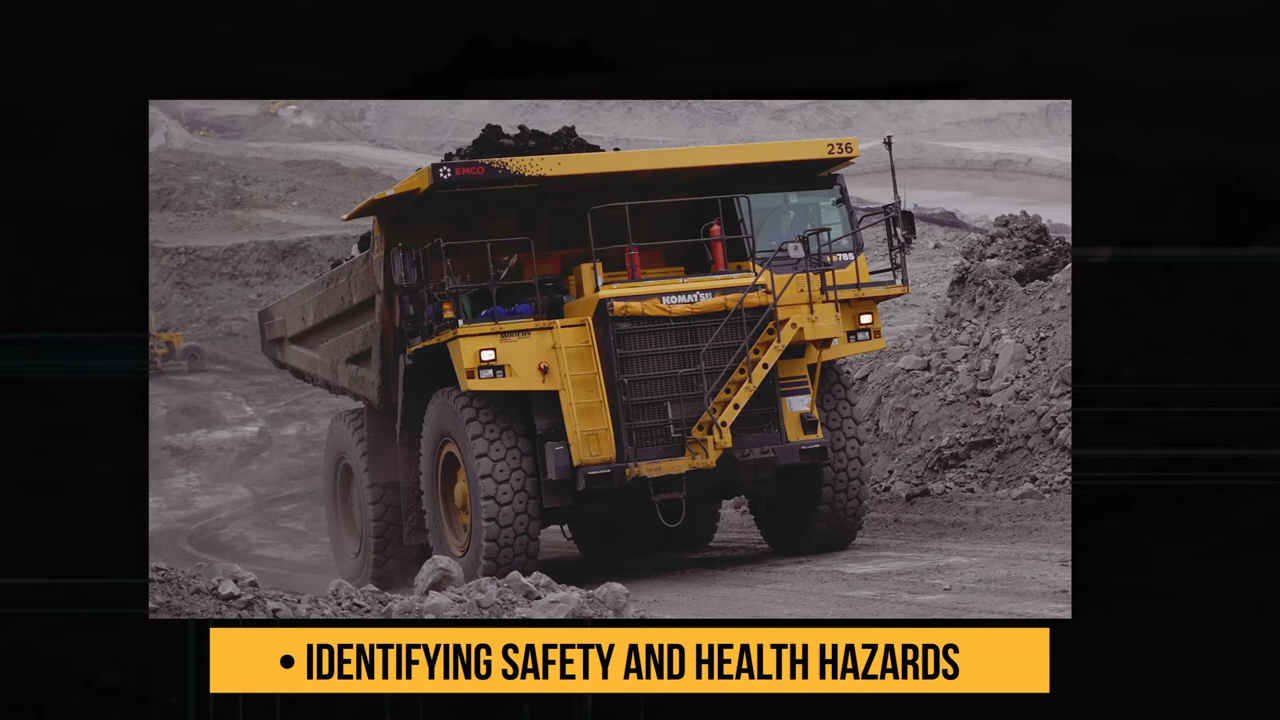 236
EMCO
785
KOMATSU
• IDENTIFYING SAFETY AND HEALTH HAZARDS